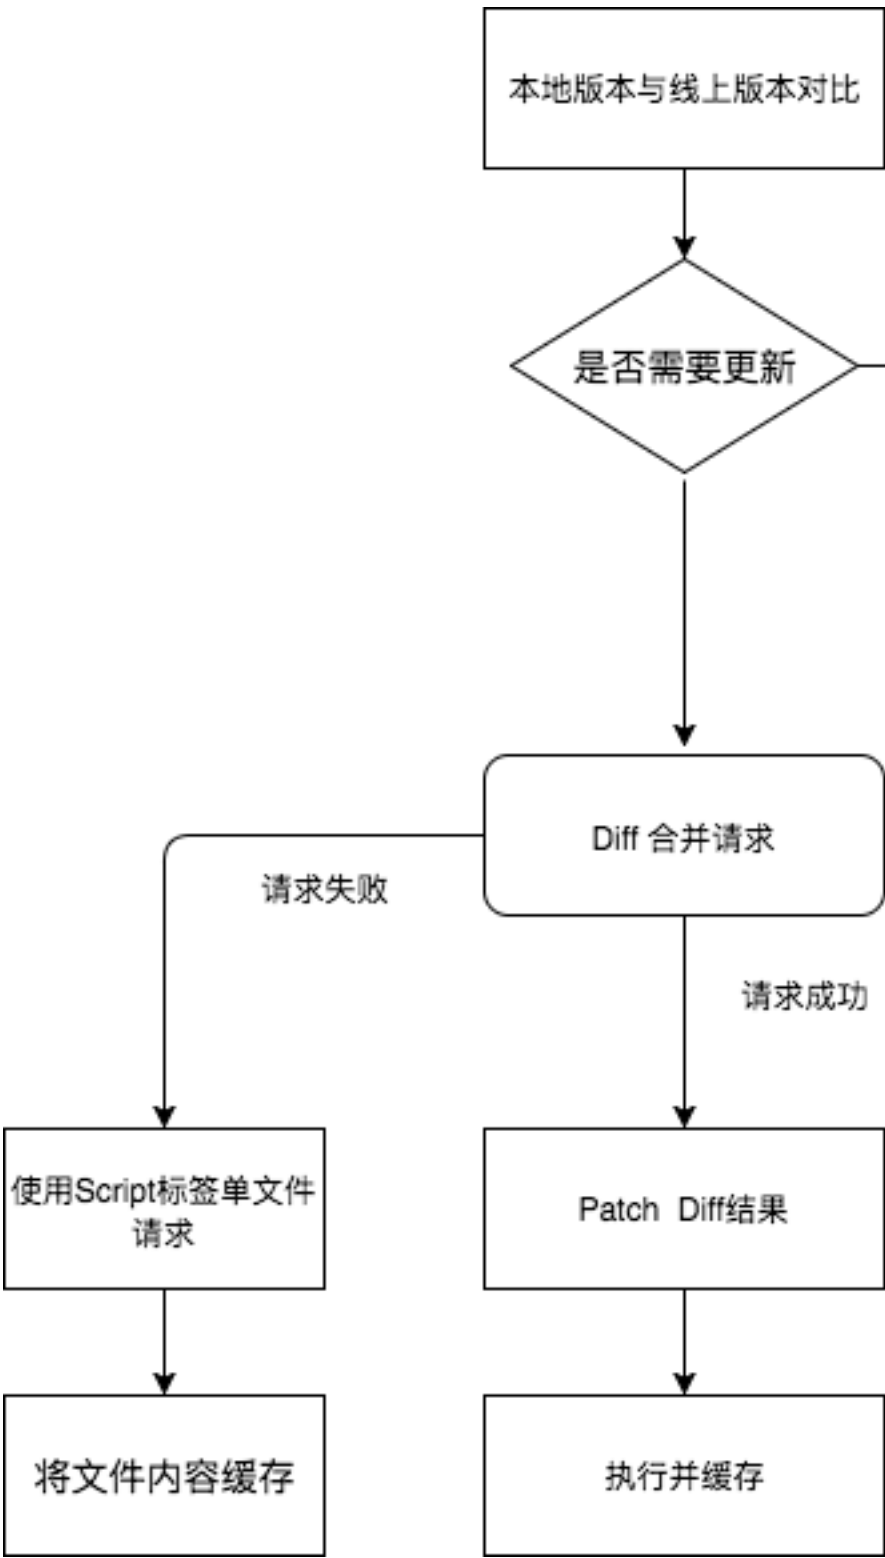 本地版本与线上版本对比
是否需要更新
Diff 合并请求
请求失败
请求成功
使用Script标签单文件
请求
Patch  Diff结果
将文件内容缓存
执行并缓存